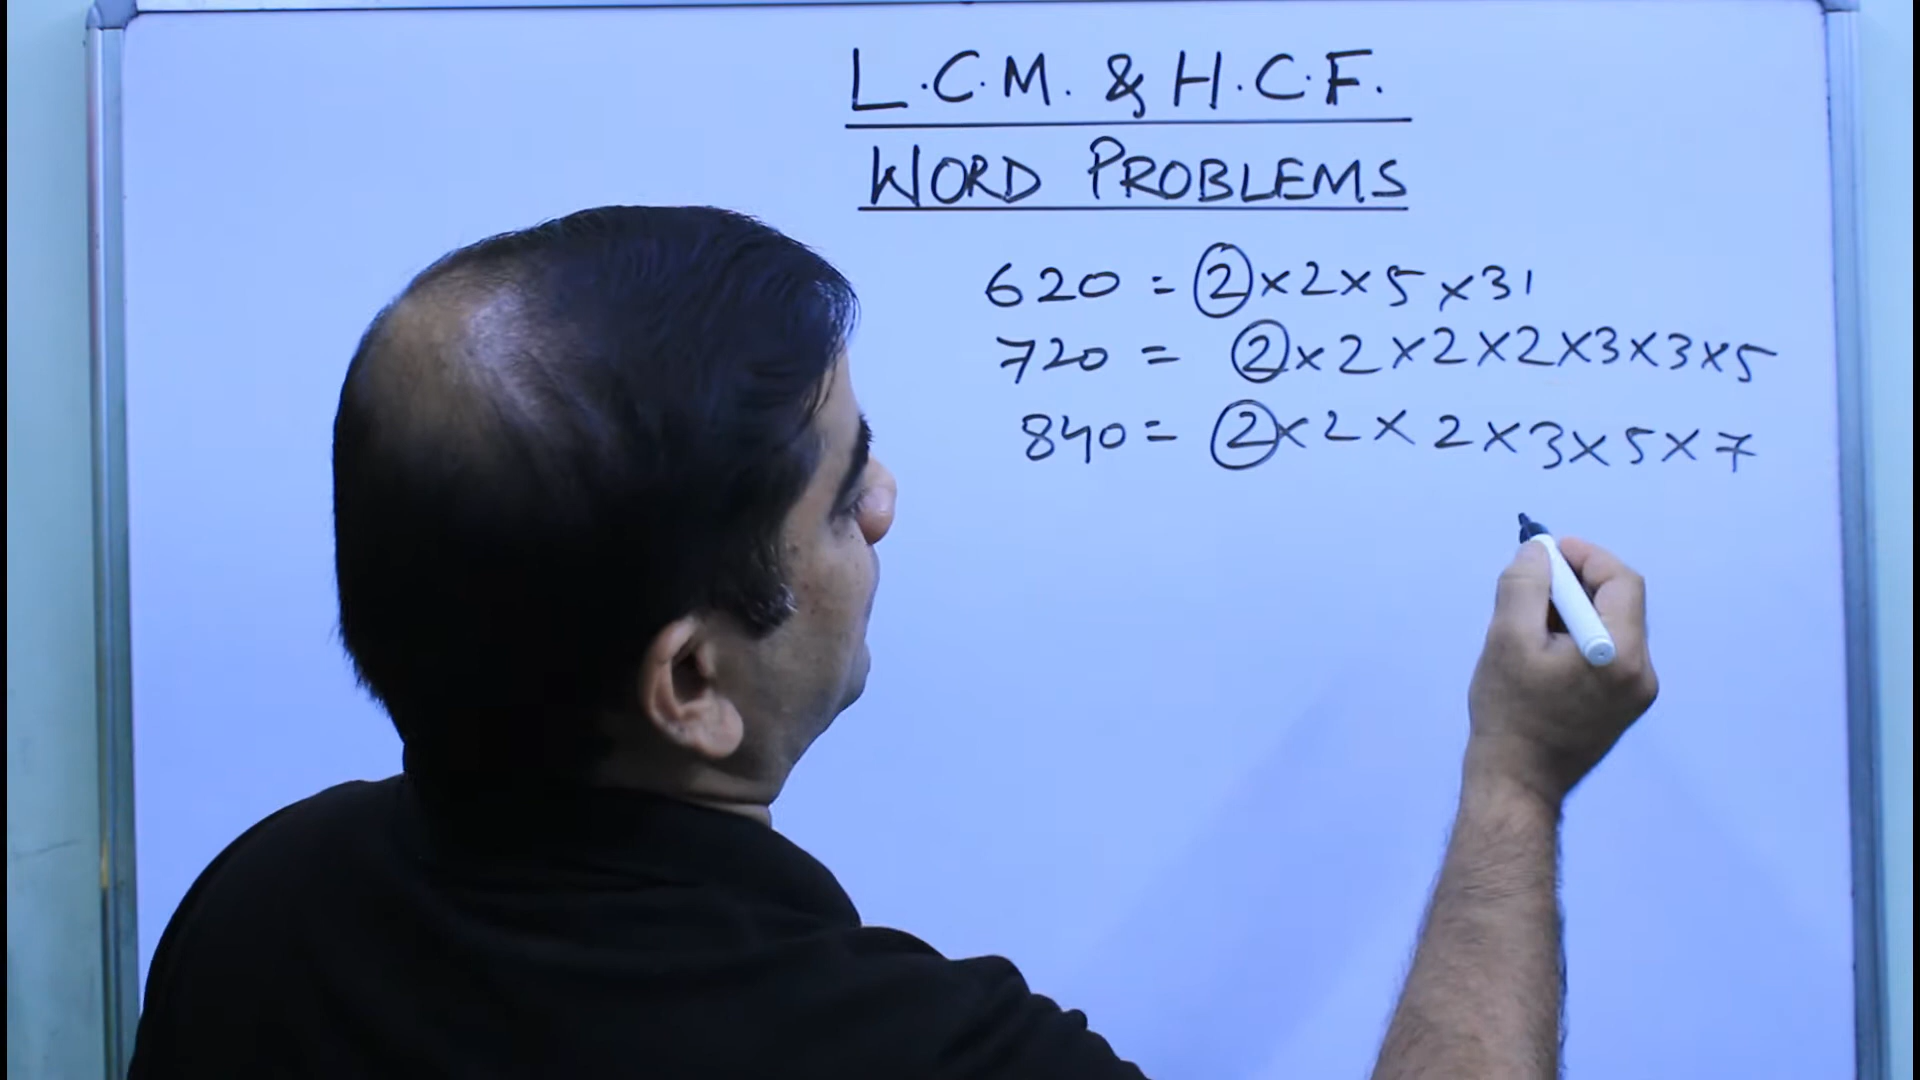 L.C.M. & H.C.F.
WORD PROBLEMS
620 = 2×2×5×31
720 = 2×2×2×2×3×3×5
840 = 2×2×2×3×5×7